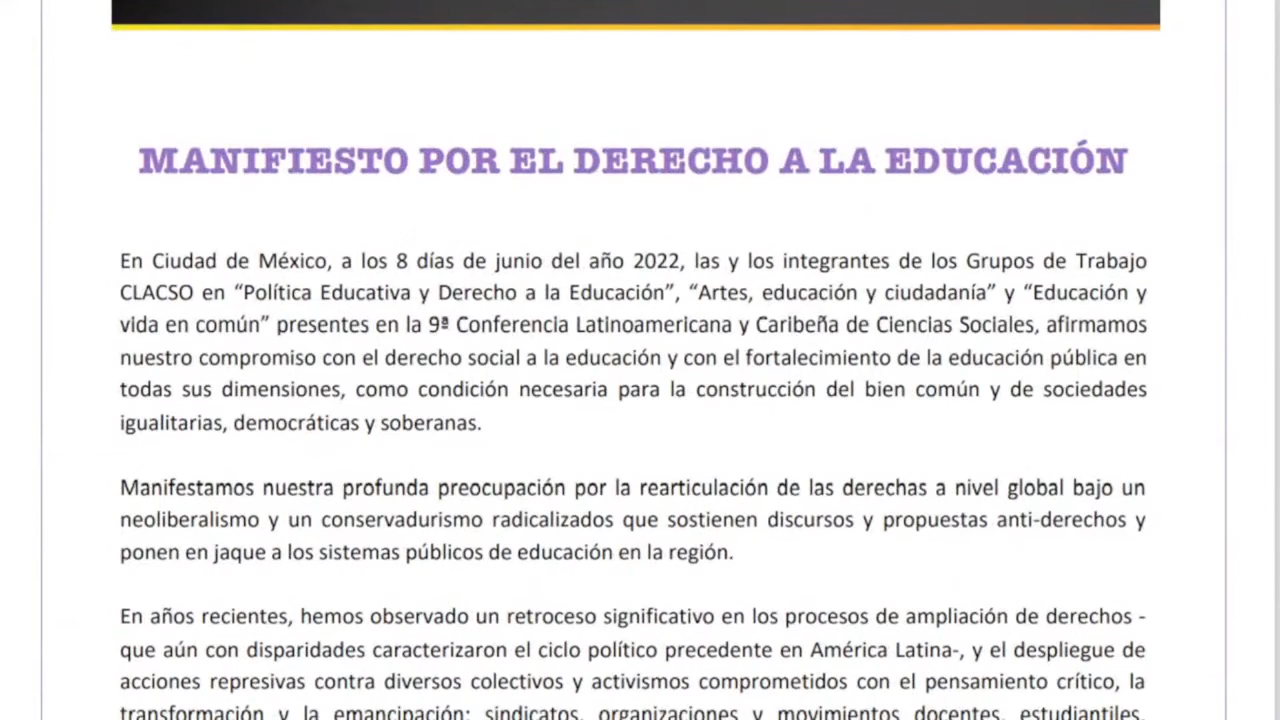 MANIFIESTO POR EL DERECHO A LA EDUCACIÓN
En Ciudad de México, a los 8 días de junio del año 2022, las y los integrantes de los Grupos de Trabajo
CLACSO en “Política Educativa y Derecho a la Educación”, “Artes, educación y ciudadanía” y “Educación y
vida en común” presentes en la 9ª Conferencia Latinoamericana y Caribeña de Ciencias Sociales, afirmamos
nuestro compromiso con el derecho social a la educación y con el fortalecimiento de la educación pública en
todas sus dimensiones, como condición necesaria para la construcción del bien común y de sociedades
igualitarias, democráticas y soberanas.
Manifestamos nuestra profunda preocupación por la rearticulación de las derechas a nivel global bajo un
neoliberalismo y un conservadurismo radicalizados que sostienen discursos y propuestas anti-derechos y
ponen en jaque a los sistemas públicos de educación en la región.
En años recientes, hemos observado un retroceso significativo en los procesos de ampliación de derechos -
que aún con disparidades caracterizaron el ciclo político precedente en América Latina-, y el despliegue de
acciones represivas contra diversos colectivos y activismos comprometidos con el pensamiento crítico, la
transformación y la emancipación: sindicatos, organizaciones y movimientos docentes, estudiantiles,